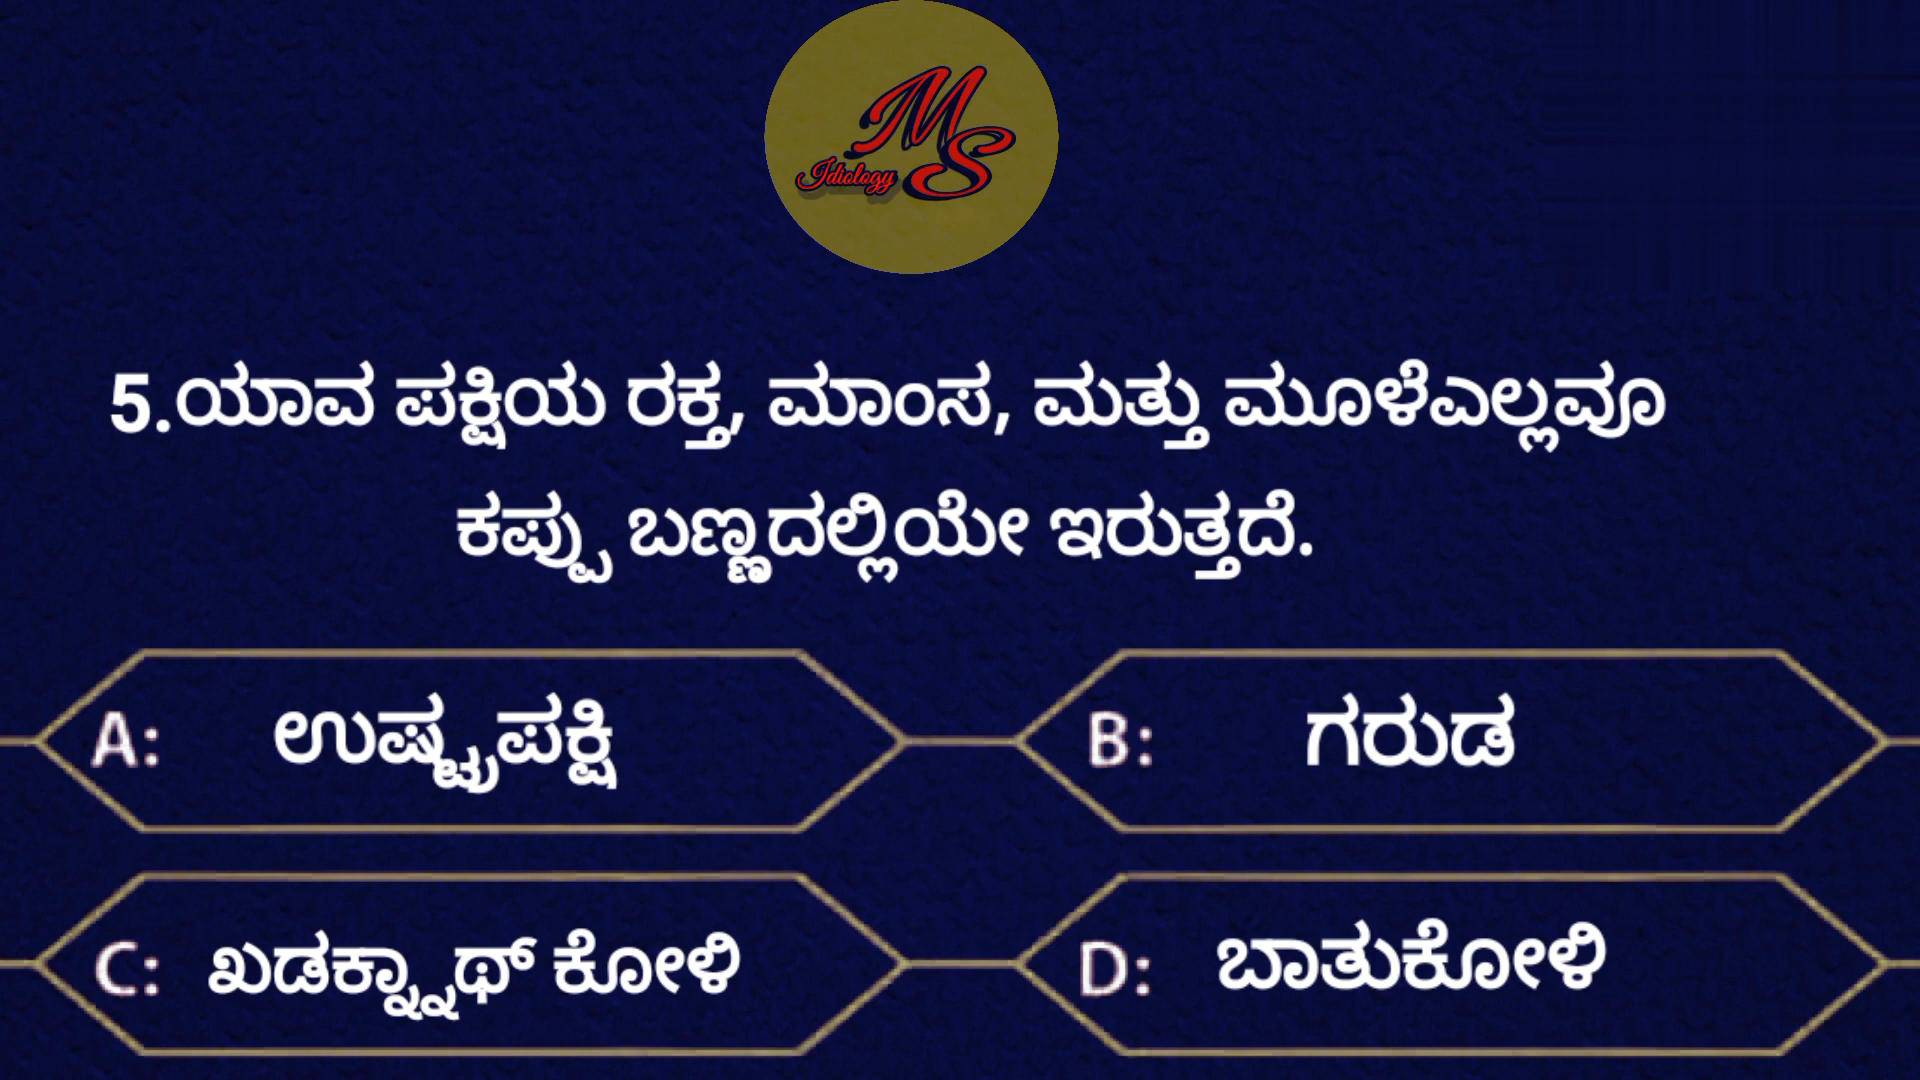 MS
Idiology
5.ಯಾವ ಪಕ್ಷಿಯ ರಕ್ತ, ಮಾಂಸ, ಮತ್ತು ಮೂಳೆಎಲ್ಲವೂ
ಕಪ್ಪು ಬಣ್ಣದಲ್ಲಿಯೇ ಇರುತ್ತದೆ.
A: ಉಷ್ಟ್ರಪಕ್ಷಿ
B: ಗರುಡ
C: ಖಡಕ್ನ್ನಾಥ್ ಕೋಳಿ
D: ಬಾತುಕೋಳಿ